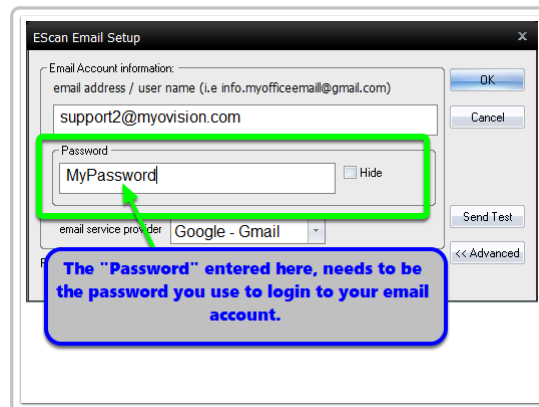 EScan Email Setup x
Email Account information:
email address / user name (i.e info.myofficeemail@gmail.com)
OK
support2@myovision.com
Cancel
Password
MyPassword
Hide
email service provider Google - Gmail
Send Test
<< Advanced
The "Password" entered here, needs to be
the password you use to login to your email
account.